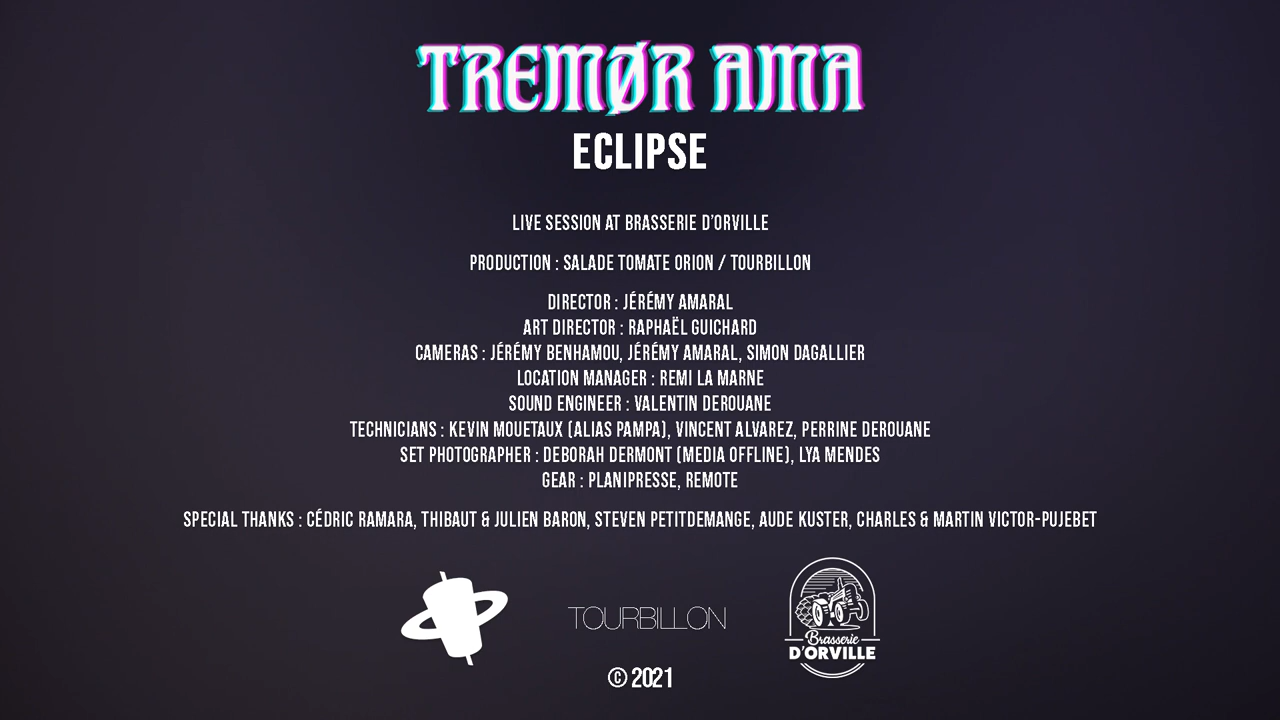 TREMØR AMA
ECLIPSE
LIVE SESSION AT BRASSERIE D'ORVILLE
PRODUCTION : SALADE TOMATE ORION / TOURBILLON
DIRECTOR : JÉRÉMY AMARAL
ART DIRECTOR : RAPHAËL GUICHARD
CAMERAS : JÉRÉMY BENHAMOU, JÉRÉMY AMARAL, SIMON DAGALLIER
LOCATION MANAGER : REMI LA MARNE
SOUND ENGINEER : VALENTIN DEROUANE
TECHNICIANS : KEVIN MOUETAUX (ALIAS PAMPA), VINCENT ALVAREZ, PERRINE DEROUANE
SET PHOTOGRAPHER : DEBORAH DERMONT (MEDIA OFFLINE), LYA MENDES
GEAR : PLANIPRESSE, REMOTE
SPECIAL THANKS : CÉDRIC RAMARA, THIBAUT & JULIEN BARON, STEVEN PETITDEMANGE, AUDE KUSTER, CHARLES & MARTIN VICTOR-PUJEBET
TOURBILLON
Brasserie
D'ORVILLE
© 2021